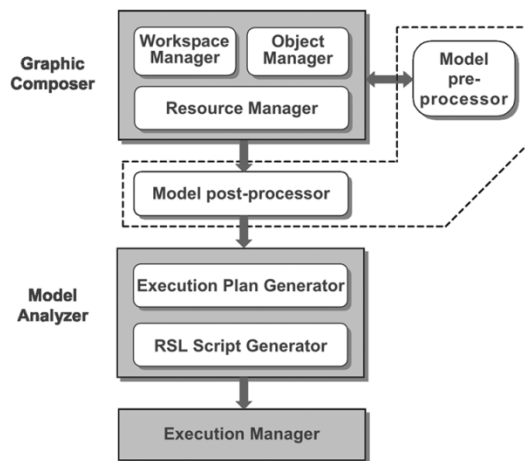 Graphic
Composer
Workspace
Manager
Object
Manager
Resource Manager
Model
pre-
processor
Model post-processor
Model
Analyzer
Execution Plan Generator
RSL Script Generator
Execution Manager